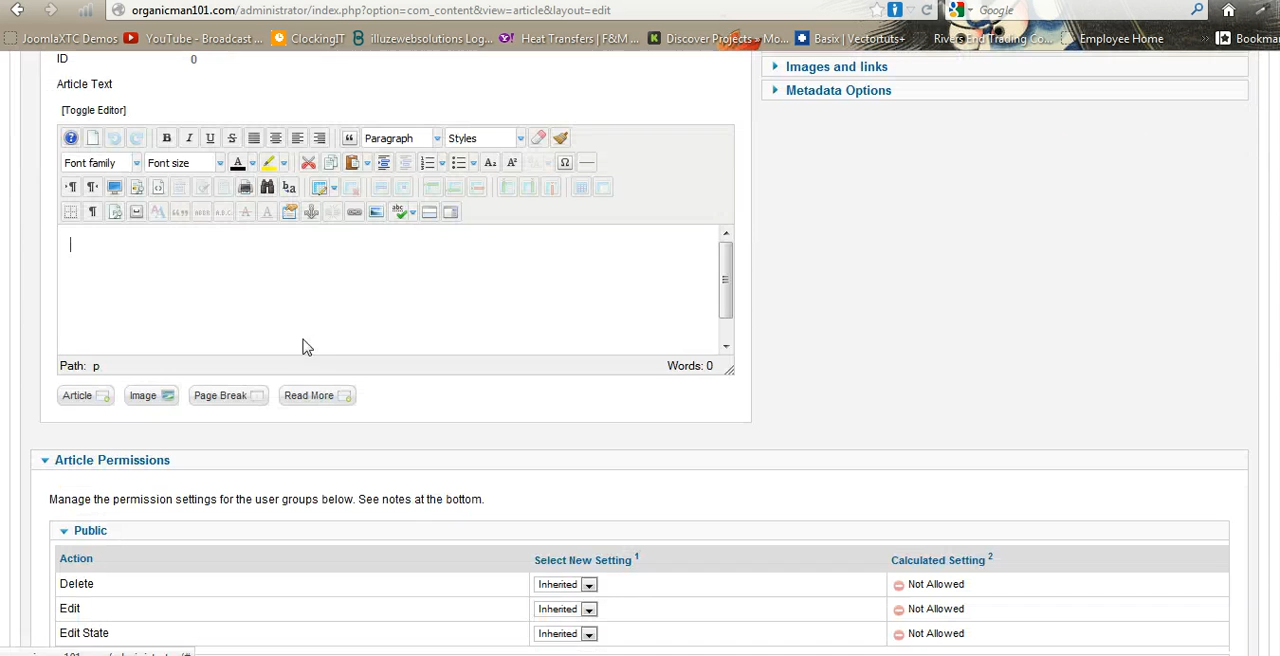 organicman101.com/administrator/index.php?option=com_content&view=article&layout=edit
Google
JoomlaXTC Demos
YouTube - Broadcast ...
ClockingIT
illuzewebsolutions Log...
Heat Transfers | F&M ...
Discover Projects » Mo...
Basix | Vectortuts+
Rivers End Trading Co...
Employee Home
Bookmar
ID 0
Article Text
[Toggle Editor]
Images and links
Metadata Options
Paragraph
Styles
Font family
Font size
Path: p
Words: 0
Article
Image
Page Break
Read More
Article Permissions
Manage the permission settings for the user groups below. See notes at the bottom.
Public
Action Select New Setting 1 Calculated Setting 2
Delete Inherited Not Allowed
Edit Inherited Not Allowed
Edit State Inherited Not Allowed